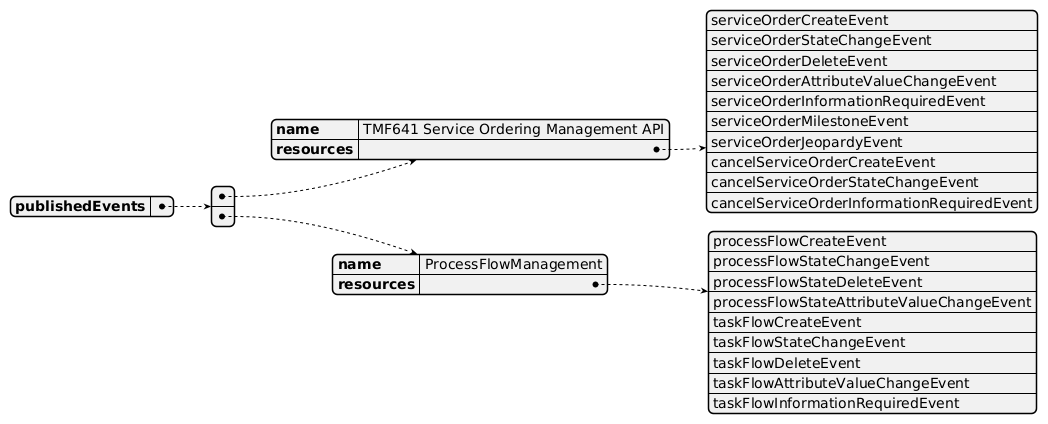 publishedEvents
name TMF641 Service Ordering Management API
resources
serviceOrderCreateEvent
serviceOrderStateChangeEvent
serviceOrderDeleteEvent
serviceOrderAttributeValueChangeEvent
serviceOrderInformationRequiredEvent
serviceOrderMilestoneEvent
serviceOrderJeopardyEvent
cancelServiceOrderCreateEvent
cancelServiceOrderStateChangeEvent
cancelServiceOrderInformationRequiredEvent
name ProcessFlowManagement
resources
processFlowCreateEvent
processFlowStateChangeEvent
processFlowStateDeleteEvent
processFlowStateAttributeValueChangeEvent
taskFlowCreateEvent
taskFlowStateChangeEvent
taskFlowDeleteEvent
taskFlowAttributeValueChangeEvent
taskFlowInformationRequiredEvent